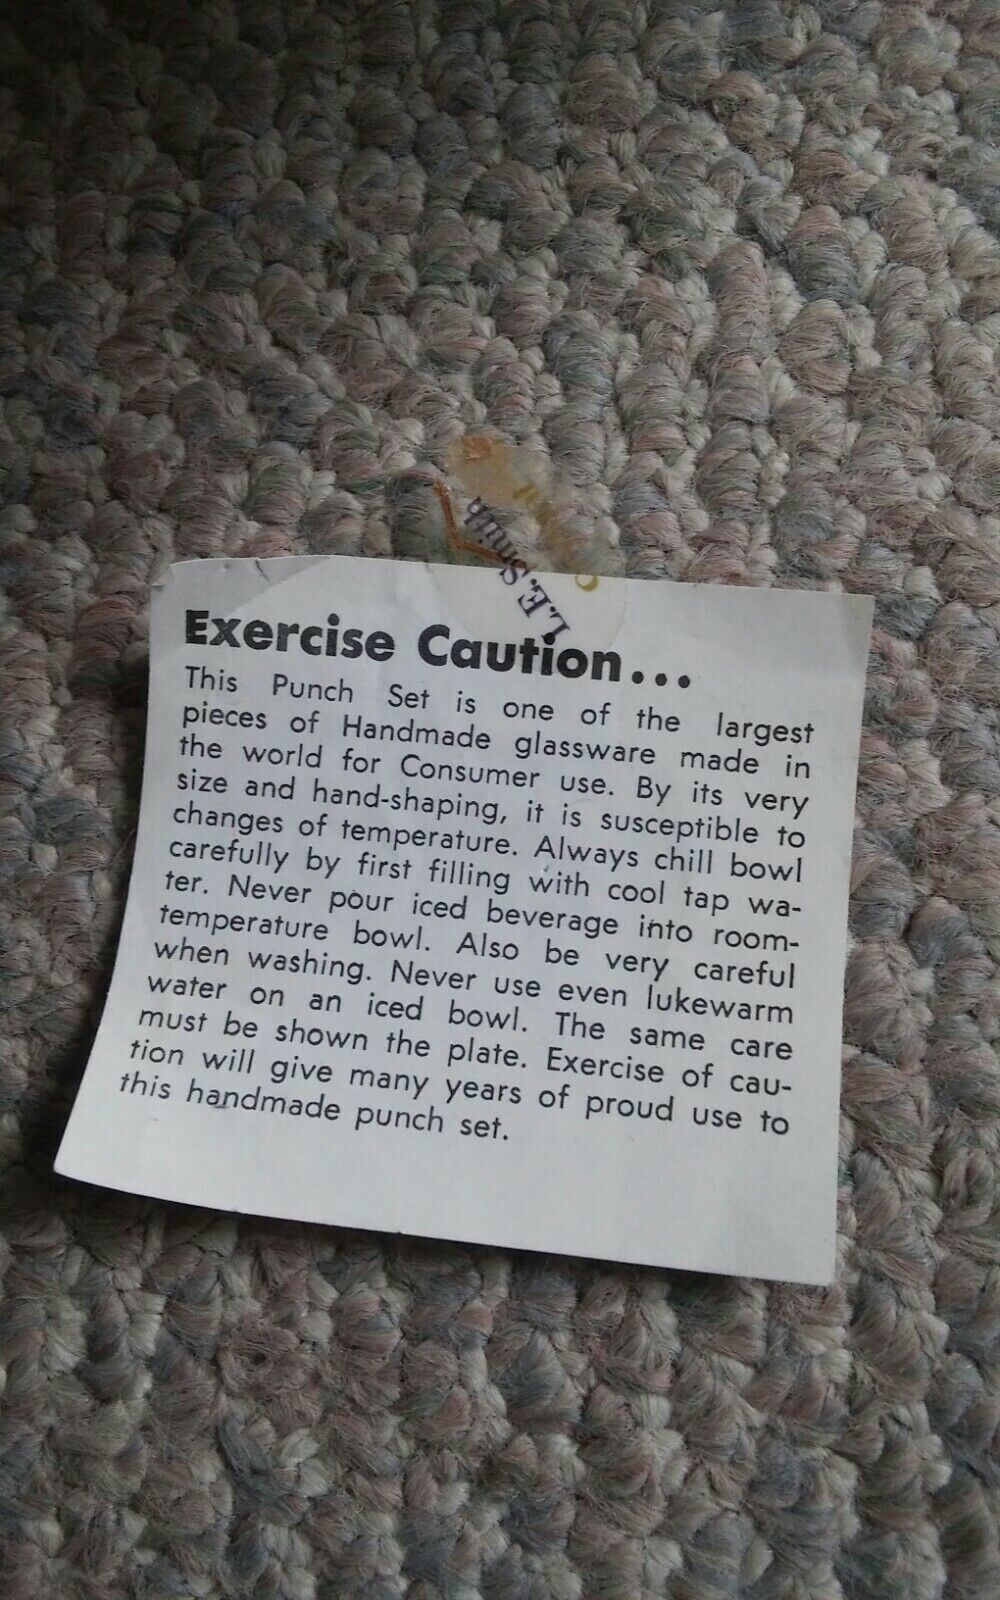 L.E. Smith
Exercise Caution...
This Punch Set is one of the largest
pieces of Handmade glassware made in
the world for Consumer use. By its very
size and hand-shaping, it is susceptible to
changes of temperature. Always chill bowl
carefully by first filling with cool tap wa-
ter. Never pour iced beverage into room-
temperature bowl. Also be very careful
when washing. Never use even lukewarm
water on an iced bowl. The same care
must be shown the plate. Exercise of cau-
tion will give many years of proud use to
this handmade punch set.